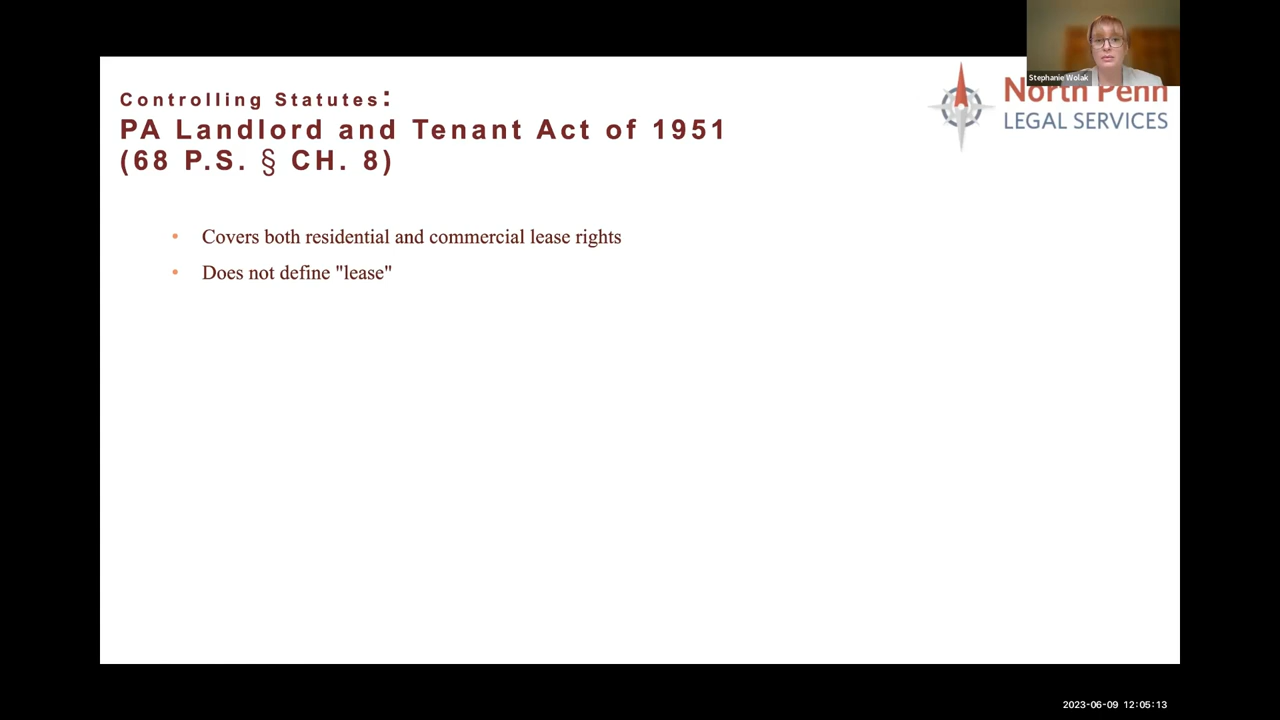 Stephanie Wolak
North Penn
LEGAL SERVICES
Controlling Statutes:
PA Landlord and Tenant Act of 1951
(68 P.S. § CH. 8)
• Covers both residential and commercial lease rights
• Does not define "lease"
2023-06-09 12:05:13